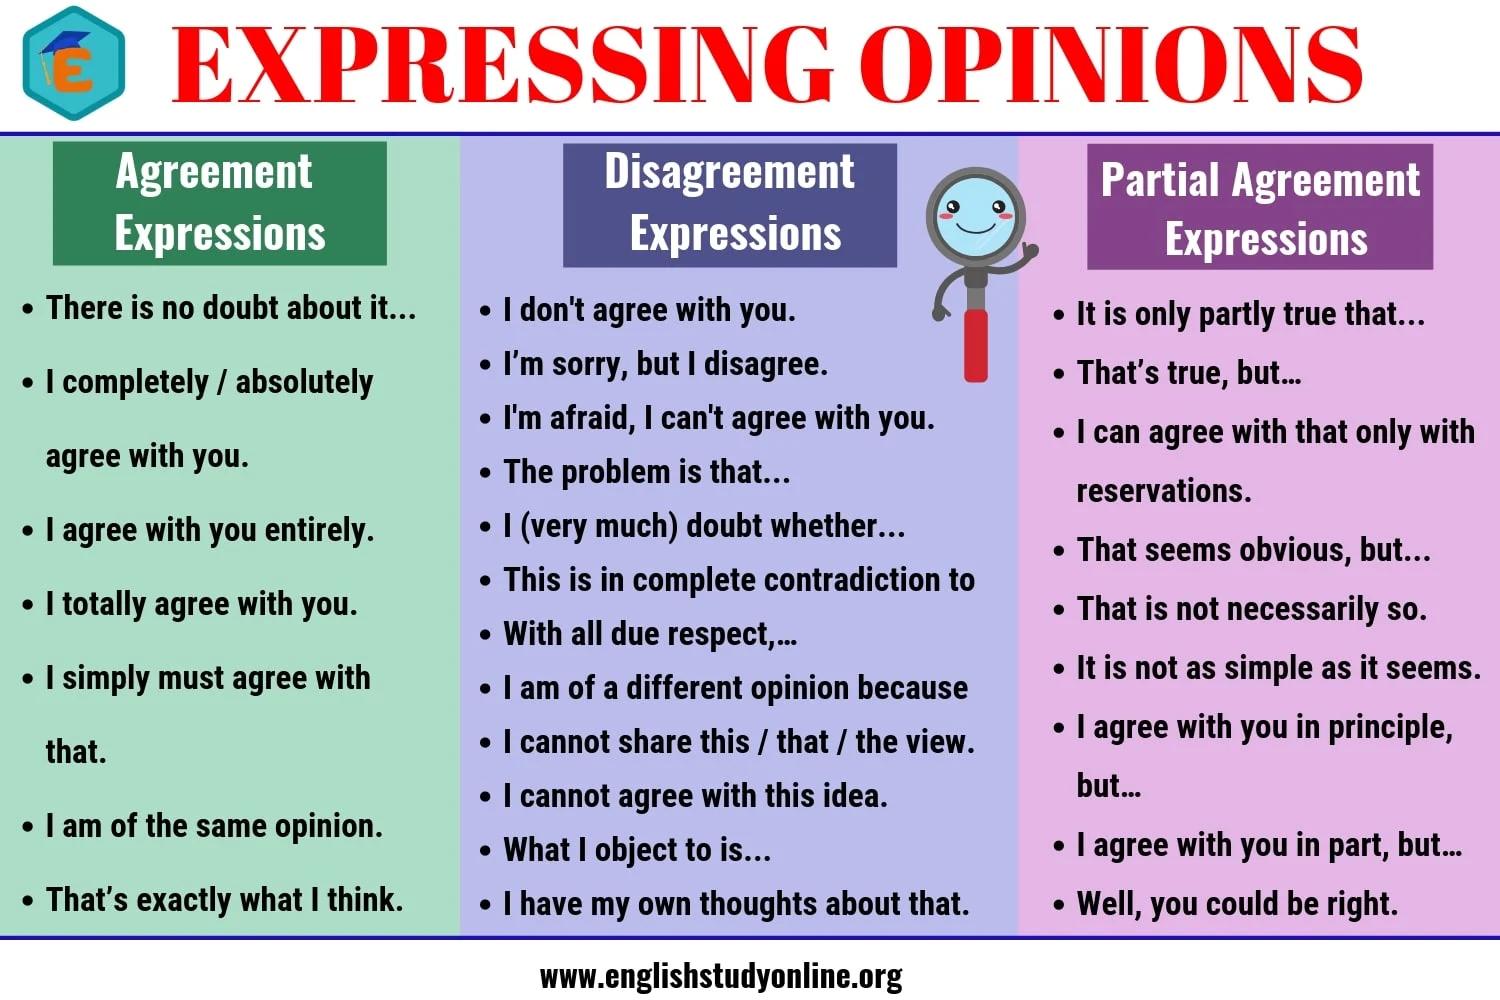 E
EXPRESSING OPINIONS
Agreement
Expressions
• There is no doubt about it...
• I completely / absolutely
agree with you.
• I agree with you entirely.
• I totally agree with you.
• I simply must agree with
that.
• I am of the same opinion.
• That’s exactly what I think.
Disagreement
Expressions
• I don't agree with you.
• I’m sorry, but I disagree.
• I'm afraid, I can't agree with you.
• The problem is that...
• I (very much) doubt whether...
• This is in complete contradiction to
• With all due respect,…
• I am of a different opinion because
• I cannot share this / that / the view.
• I cannot agree with this idea.
• What I object to is...
• I have my own thoughts about that.
Partial Agreement
Expressions
• It is only partly true that...
• That’s true, but…
• I can agree with that only with
reservations.
• That seems obvious, but...
• That is not necessarily so.
• It is not as simple as it seems.
• I agree with you in principle,
but…
• I agree with you in part, but…
• Well, you could be right.
www.englishstudyonline.org